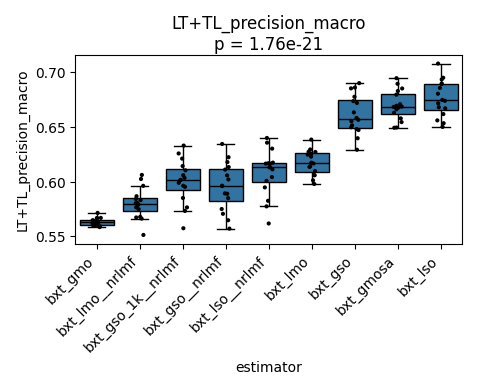 LT+TL_precision_macro
p = 1.76e-21
LT+TL_precision_macro
0.70
0.65
0.60
0.55
bxt_gmo
bxt_lmo__nrlmf
bxt_gso_1k__nrlmf
bxt_gso__nrlmf
bxt_lso__nrlmf
bxt_lmo
bxt_gso
bxt_gmosa
bxt_lso
estimator